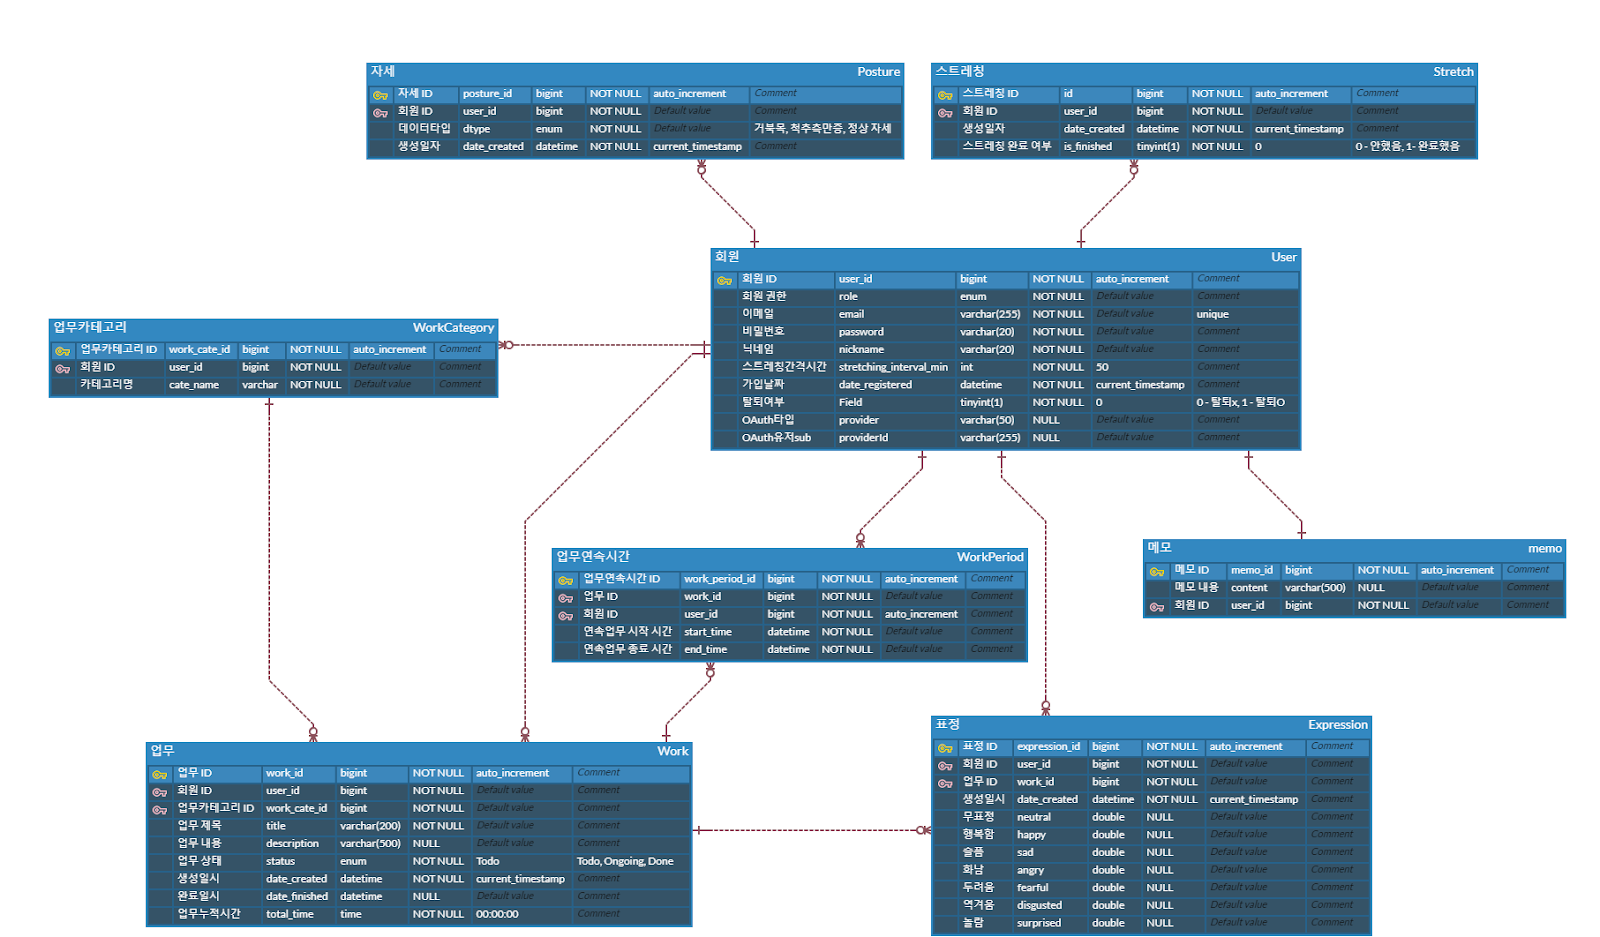 자세 Posture
자세 ID posture_id bigint NOT NULL auto_increment Comment
회원 ID user_id bigint NOT NULL Default value Comment
데이터타입 dtype enum NOT NULL Default value 거북목, 척추측만증, 정상 자세
생성일자 date_created datetime NOT NULL current_timestamp Comment
스트레칭 Stretch
스트레칭 ID id bigint NOT NULL auto_increment Comment
회원 ID user_id bigint NOT NULL Default value Comment
생성일자 date_created datetime NOT NULL current_timestamp Comment
스트레칭 완료 여부 is_finished tinyint(1) NOT NULL 0 0 - 안했음, 1- 완료했음
회원 User
회원 ID user_id bigint NOT NULL auto_increment Comment
회원 권한 role enum NOT NULL Default value Comment
이메일 email varchar(255) NOT NULL Default value unique
비밀번호 password varchar(20) NOT NULL Default value Comment
닉네임 nickname varchar(20) NOT NULL Default value Comment
스트레칭간격시간 stretching_interval_min int NOT NULL 50 Comment
가입날짜 date_registered datetime NOT NULL current_timestamp Comment
탈퇴여부 Field tinyint(1) NOT NULL 0 0 - 탈퇴x, 1 - 탈퇴O
OAuth타입 provider varchar(50) NULL Default value Comment
OAuth유저sub providerId varchar(255) NULL Default value Comment
업무카테고리 WorkCategory
업무카테고리 ID work_cate_id bigint NOT NULL auto_increment Comment
회원 ID user_id bigint NOT NULL Default value Comment
카테고리명 cate_name varchar NOT NULL Default value Comment
업무연속시간 WorkPeriod
업무연속시간 ID work_period_id bigint NOT NULL auto_increment Comment
업무 ID work_id bigint NOT NULL Default value Comment
회원 ID user_id bigint NOT NULL auto_increment Comment
연속업무 시작 시간 start_time datetime NOT NULL Default value Comment
연속업무 종료 시간 end_time datetime NOT NULL Default value Comment
메모 memo
메모 ID memo_id bigint NOT NULL auto_increment Comment
메모 내용 content varchar(500) NULL Default value Comment
회원 ID user_id bigint NOT NULL Default value Comment
업무 Work
업무 ID work_id bigint NOT NULL auto_increment Comment
회원 ID user_id bigint NOT NULL Default value Comment
업무카테고리 ID work_cate_id bigint NOT NULL Default value Comment
업무 제목 title varchar(200) NOT NULL Default value Comment
업무 내용 description varchar(500) NULL Default value Comment
업무 상태 status enum NOT NULL Todo Todo, Ongoing, Done
생성일시 date_created datetime NOT NULL current_timestamp Comment
완료일시 date_finished datetime NULL Default value Comment
업무누적시간 total_time time NOT NULL 00:00:00 Comment
표정 Expression
표정 ID expression_id bigint NOT NULL auto_increment Comment
회원 ID user_id bigint NOT NULL Default value Comment
업무 ID work_id bigint NOT NULL Default value Comment
생성일시 date_created datetime NOT NULL current_timestamp Comment
무표정 neutral double NULL Default value Comment
행복함 happy double NULL Default value Comment
슬픔 sad double NULL Default value Comment
화남 angry double NULL Default value Comment
두려움 fearful double NULL Default value Comment
역겨움 disgusted double NULL Default value Comment
놀람 surprised double NULL Default value Comment